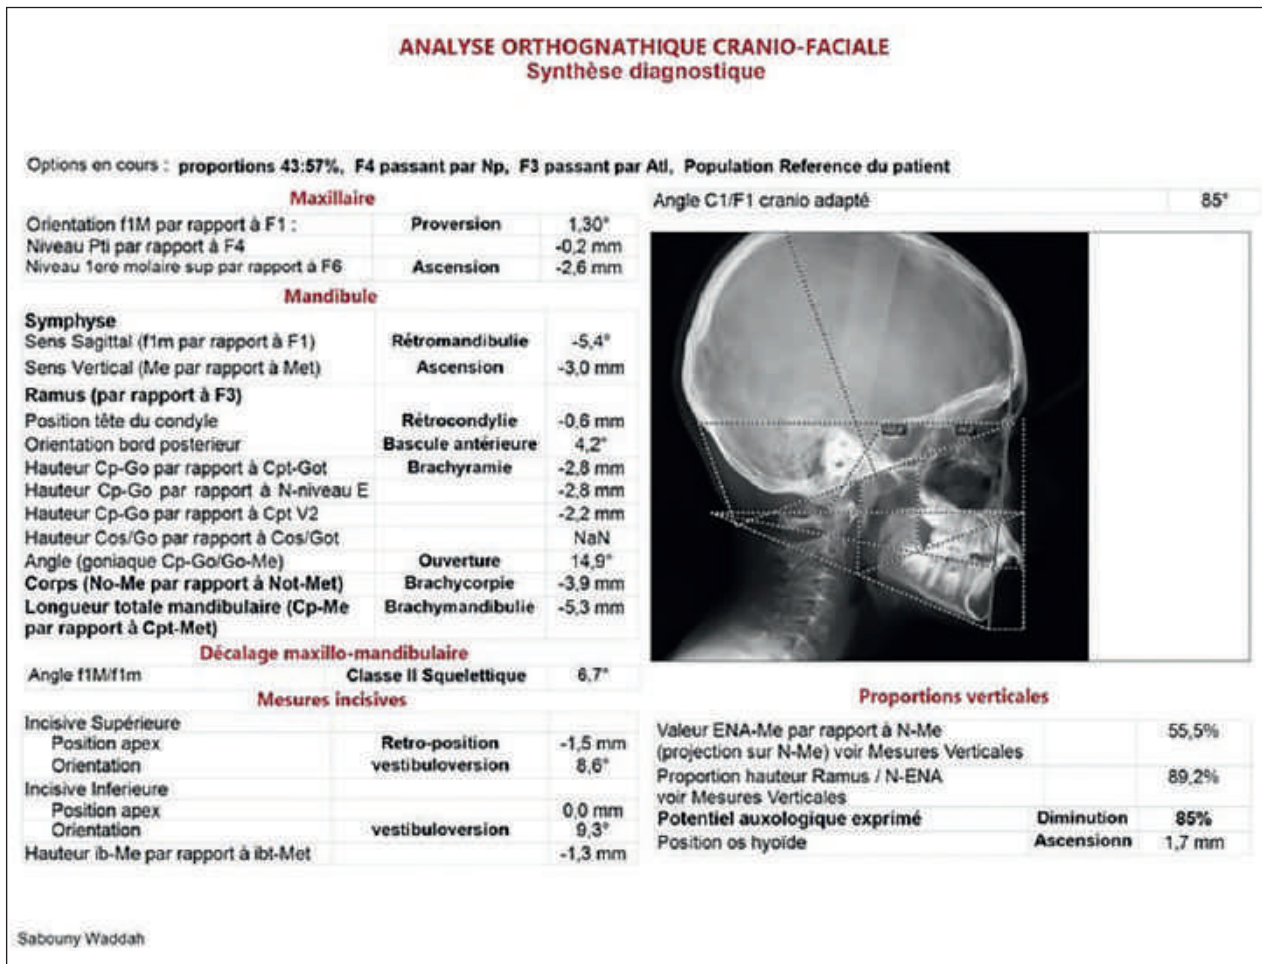 ANALYSE ORTHOGNATHIQUE CRANIO-FACIALE
Synthèse diagnostique
Options en cours : proportions 43:57%, F4 passant par Np, F3 passant par Atl, Population Reference du patient
Maxillaire
Orientation f1M par rapport à F1 : Proversion 1,30°
Niveau Pti par rapport à F4 -0,2 mm
Niveau 1ere molaire sup par rapport à F6 Ascension -2,6 mm
Mandibule
Symphyse
Sens Sagittal (f1m par rapport à F1) Rétromandibulie -5,4°
Sens Vertical (Me par rapport à Met) Ascension -3,0 mm
Ramus (par rapport à F3)
Position tête du condyle Rétrocondylie -0,6 mm
Orientation bord posterieur Bascule antérieure 4,2°
Hauteur Cp-Go par rapport à Cpt-Got Brachyramie -2,8 mm
Hauteur Cp-Go par rapport à N-niveau E -2,8 mm
Hauteur Cp-Go par rapport à Cpt V2 -2,2 mm
Hauteur Cos/Go par rapport à Cos/Got NaN
Angle (goniaque Cp-Go/Go-Me) Ouverture 14,9°
Corps (No-Me par rapport à Not-Met) Brachycorpie -3,9 mm
Longueur totale mandibulaire (Cp-Me Brachymandibulie -5,3 mm
par rapport à Cpt-Met)
Décalage maxillo-mandibulaire
Angle f1M/f1m Classe II Squelettique 6,7°
Mesures incisives
Incisive Supérieure
Position apex Retro-position -1,5 mm
Orientation vestibuloversion 8,6°
Incisive Inferieure
Position apex 0,0 mm
Orientation vestibuloversion 9,3°
Hauteur ib-Me par rapport à ibt-Met -1,3 mm
Angle C1/F1 cranio adapté 85°
Proportions verticales
Valeur ENA-Me par rapport à N-Me 55,5%
(projection sur N-Me) voir Mesures Verticales
Proportion hauteur Ramus / N-ENA 89,2%
voir Mesures Verticales
Potentiel auxologique exprimé Diminution 85%
Position os hyoïde Ascensionn 1,7 mm
Sabouny Waddah